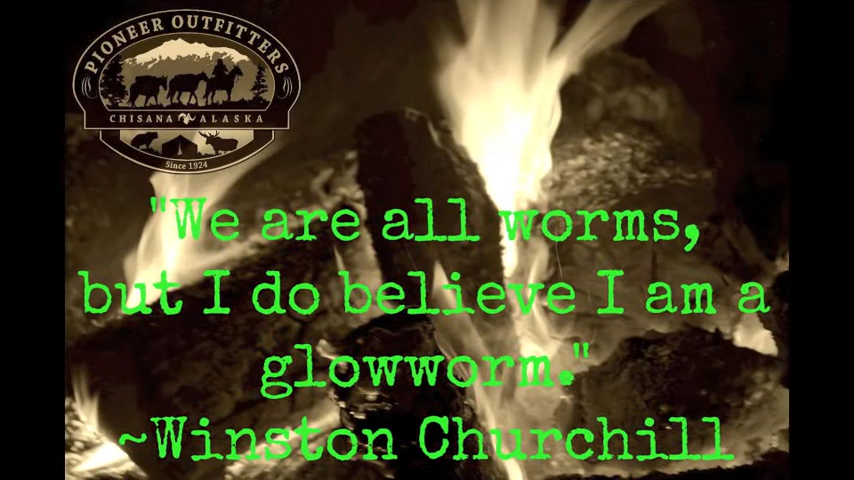 PIONEER OUTFITTERS
CHISANA ALASKA
Since 1924
"We are all worms,
but I do believe I am a
glowworm."
~Winston Churchill